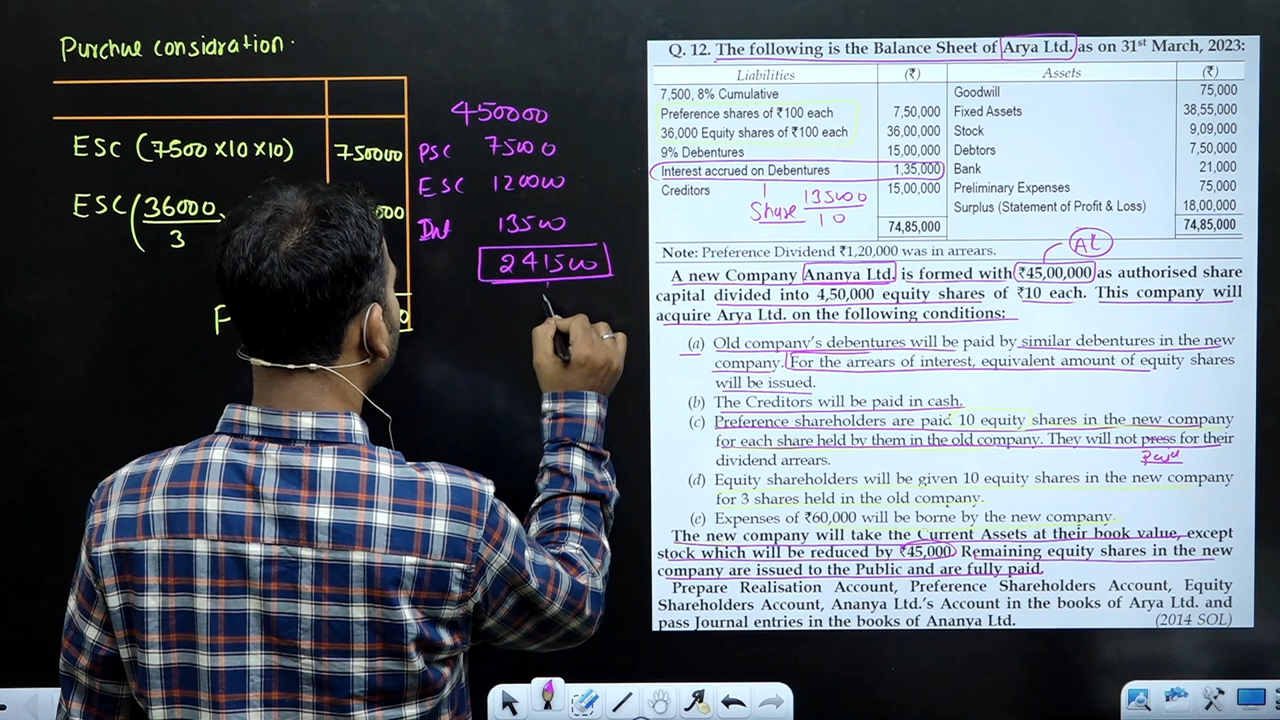 Purchue considration.
ESC (7500 x10 x10) 750000
ESC (36000
3
450000
PSC 75000
ESC 120000
Int 13500
241500
Q. 12. The following is the Balance Sheet of Arya Ltd. as on 31st March, 2023:
Liabilities (₹) Assets (₹)
7,500, 8% Cumulative Goodwill 75,000
Preference shares of ₹100 each 7,50,000 Fixed Assets 38,55,000
36,000 Equity shares of ₹100 each 36,00,000 Stock 9,09,000
9% Debentures 15,00,000 Debtors 7,50,000
Interest accrued on Debentures 1,35,000 Bank 21,000
Creditors 15,00,000 Preliminary Expenses 75,000
Share 135000
10
Surplus (Statement of Profit & Loss) 18,00,000
74,85,000 74,85,000
Note: Preference Dividend ₹1,20,000 was in arrears.
A new Company Ananya Ltd. is formed with ₹45,00,000 as authorised share
capital divided into 4,50,000 equity shares of ₹10 each. This company will
acquire Arya Ltd. on the following conditions:
(a) Old company's debentures will be paid by similar debentures in the new
company. For the arrears of interest, equivalent amount of equity shares
will be issued.
(b) The Creditors will be paid in cash.
(c) Preference shareholders are paid 10 equity shares in the new company
for each share held by them in the old company. They will not press for their
dividend arrears.
(d) Equity shareholders will be given 10 equity shares in the new company
for 3 shares held in the old company.
(e) Expenses of ₹60,000 will be borne by the new company.
The new company will take the Current Assets at their book value, except
stock which will be reduced by ₹45,000 Remaining equity shares in the new
company are issued to the Public and are fully paid.
Prepare Realisation Account, Preference Shareholders Account, Equity
Shareholders Account, Ananya Ltd.'s Account in the books of Arya Ltd. and
pass Journal entries in the books of Ananya Ltd. (2014 SOL)